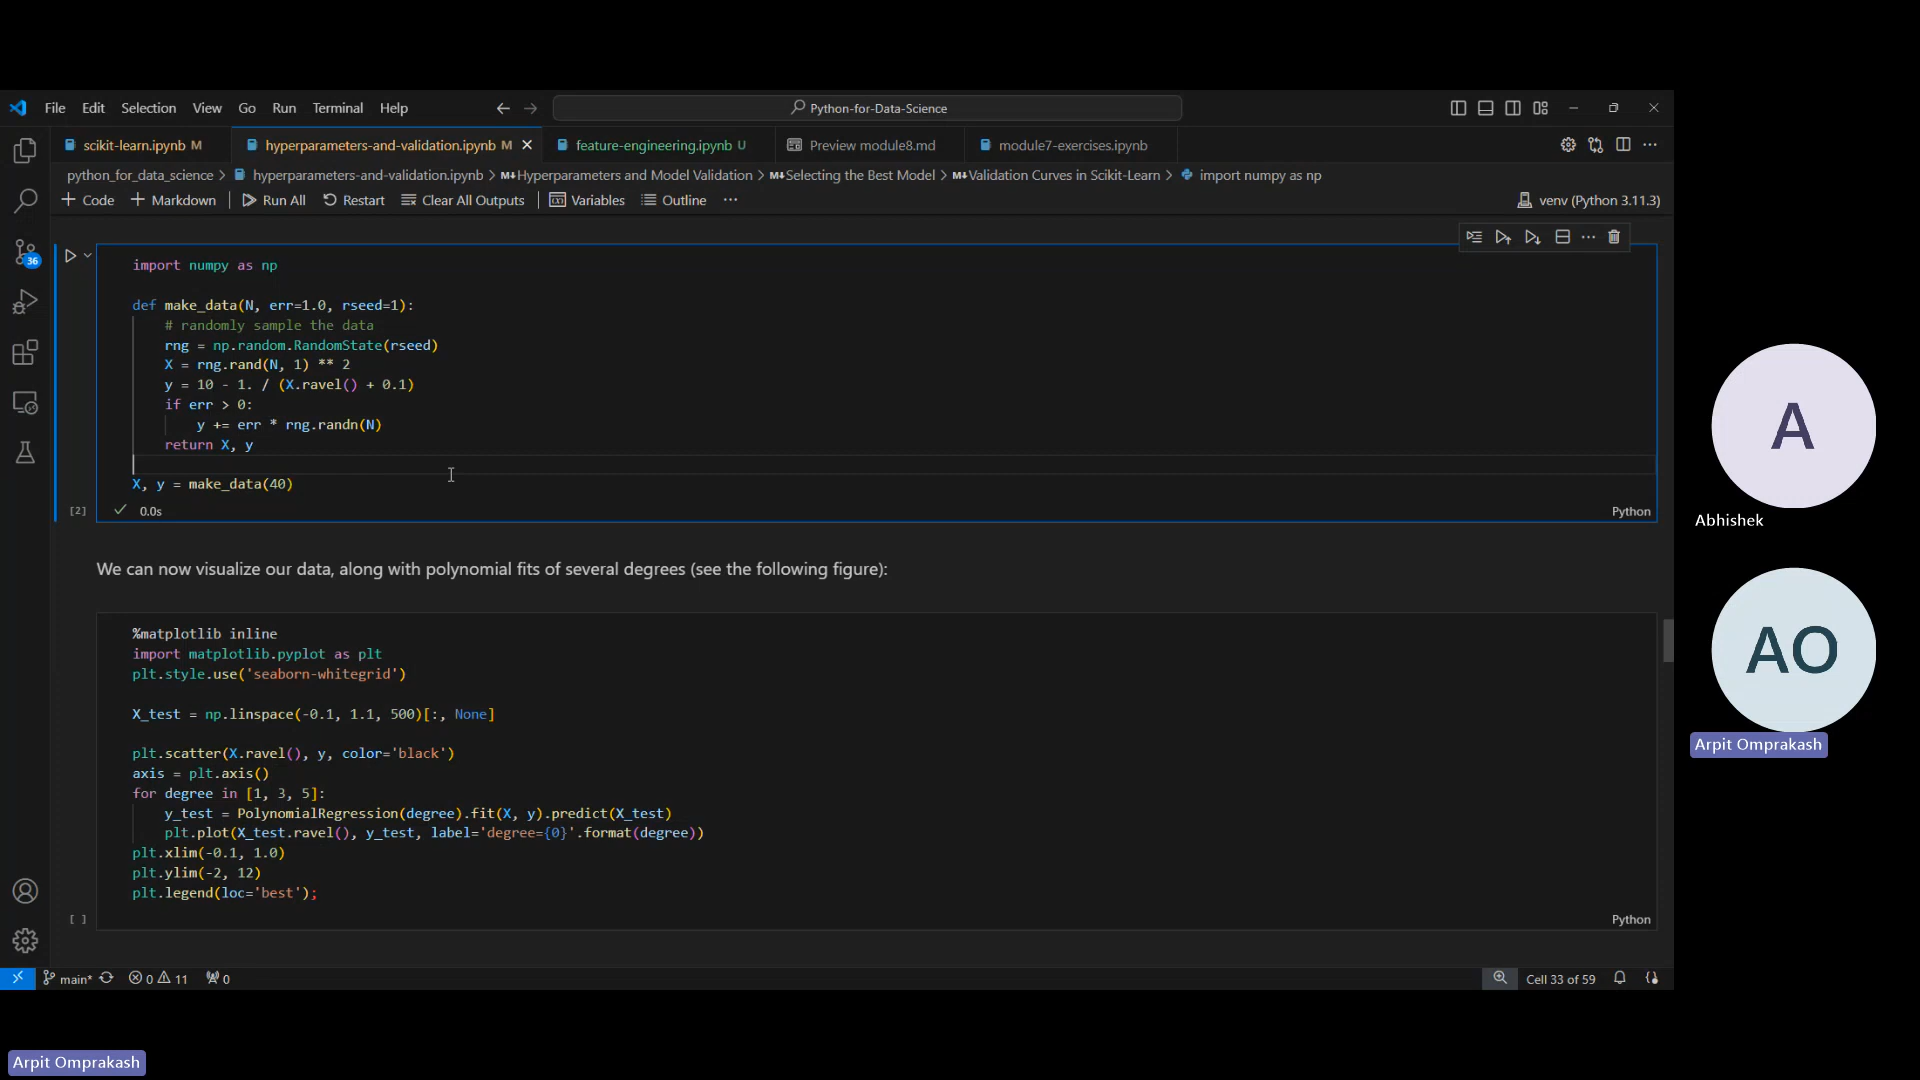 File Edit Selection View Go Run Terminal Help
Python-for-Data-Science
scikit-learn.ipynb M
hyperparameters-and-validation.ipynb M
feature-engineering.ipynb U
Preview module8.md
module7-exercises.ipynb
python_for_data_science > hyperparameters-and-validation.ipynb > M↓Hyperparameters and Model Validation > M↓Selecting the Best Model > M↓Validation Curves in Scikit-Learn > import numpy as np
+ Code + Markdown Run All Restart Clear All Outputs Variables Outline ...
venv (Python 3.11.3)
36
import numpy as np
def make_data(N, err=1.0, rseed=1):
# randomly sample the data
rng = np.random.RandomState(rseed)
X = rng.rand(N, 1) ** 2
y = 10 - 1. / (X.ravel() + 0.1)
if err > 0:
y += err * rng.randn(N)
return X, y
X, y = make_data(40)
[2] 0.0s Python
We can now visualize our data, along with polynomial fits of several degrees (see the following figure):
%matplotlib inline
import matplotlib.pyplot as plt
plt.style.use('seaborn-whitegrid')
X_test = np.linspace(-0.1, 1.1, 500)[:, None]
plt.scatter(X.ravel(), y, color='black')
axis = plt.axis()
for degree in [1, 3, 5]:
y_test = PolynomialRegression(degree).fit(X, y).predict(X_test)
plt.plot(X_test.ravel(), y_test, label='degree={0}'.format(degree))
plt.xlim(-0.1, 1.0)
plt.ylim(-2, 12)
plt.legend(loc='best');
[ ] Python
main* 0 11 0
Cell 33 of 59
A
Abhishek
AO
Arpit Omprakash
Arpit Omprakash